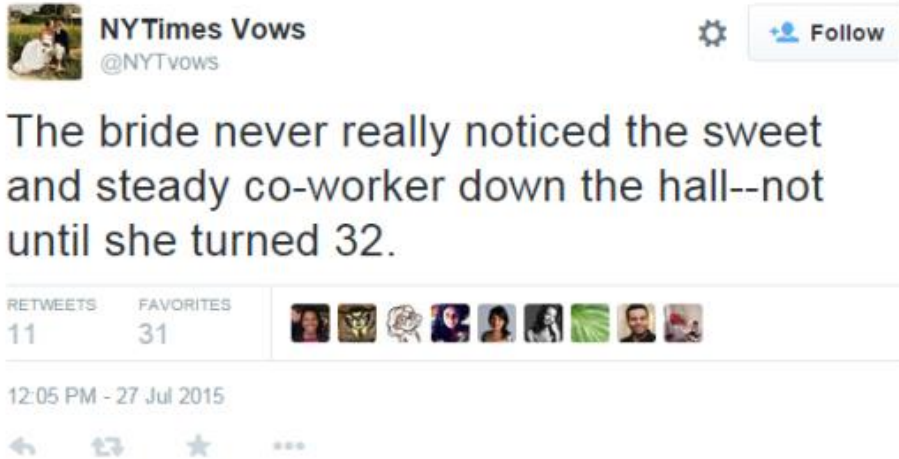 NYTimes Vows
@NYTvows
Follow
The bride never really noticed the sweet
and steady co-worker down the hall--not
until she turned 32.
RETWEETS FAVORITES
11 31
12:05 PM - 27 Jul 2015